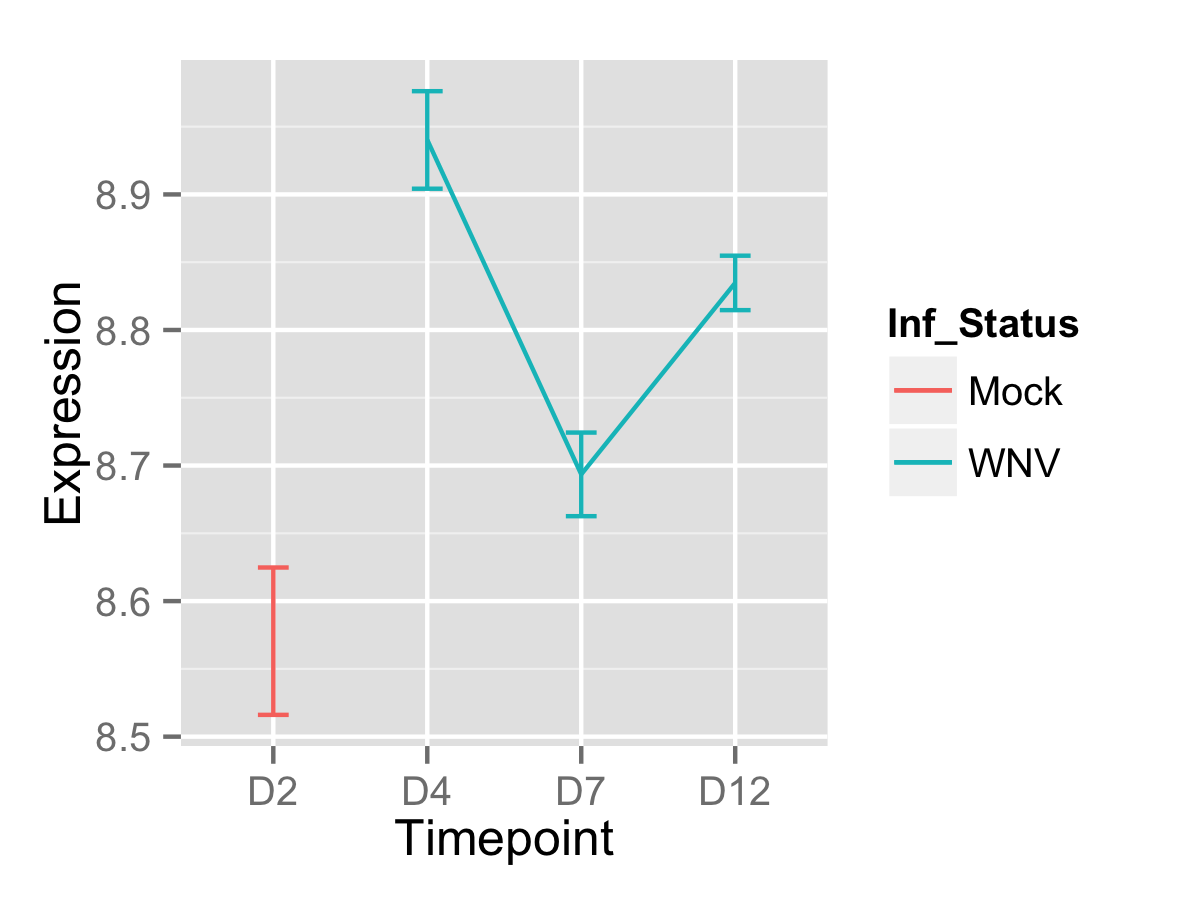 Expression
8.9
8.8
8.7
8.6
8.5
D2 D4 D7 D12
Timepoint
Inf_Status
Mock
WNV